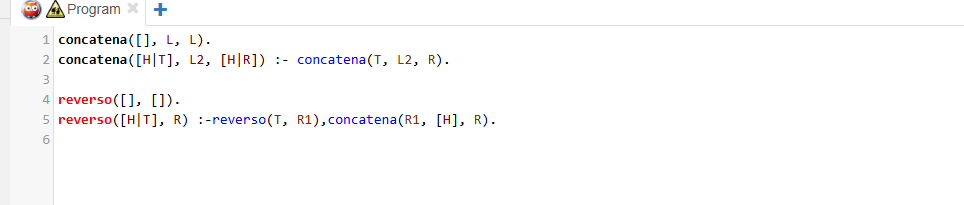 Program
1 concatena([], L, L).
2 concatena([H|T], L2, [H|R]) :- concatena(T, L2, R).
3
4 reverso([], []).
5 reverso([H|T], R) :-reverso(T, R1),concatena(R1, [H], R).
6